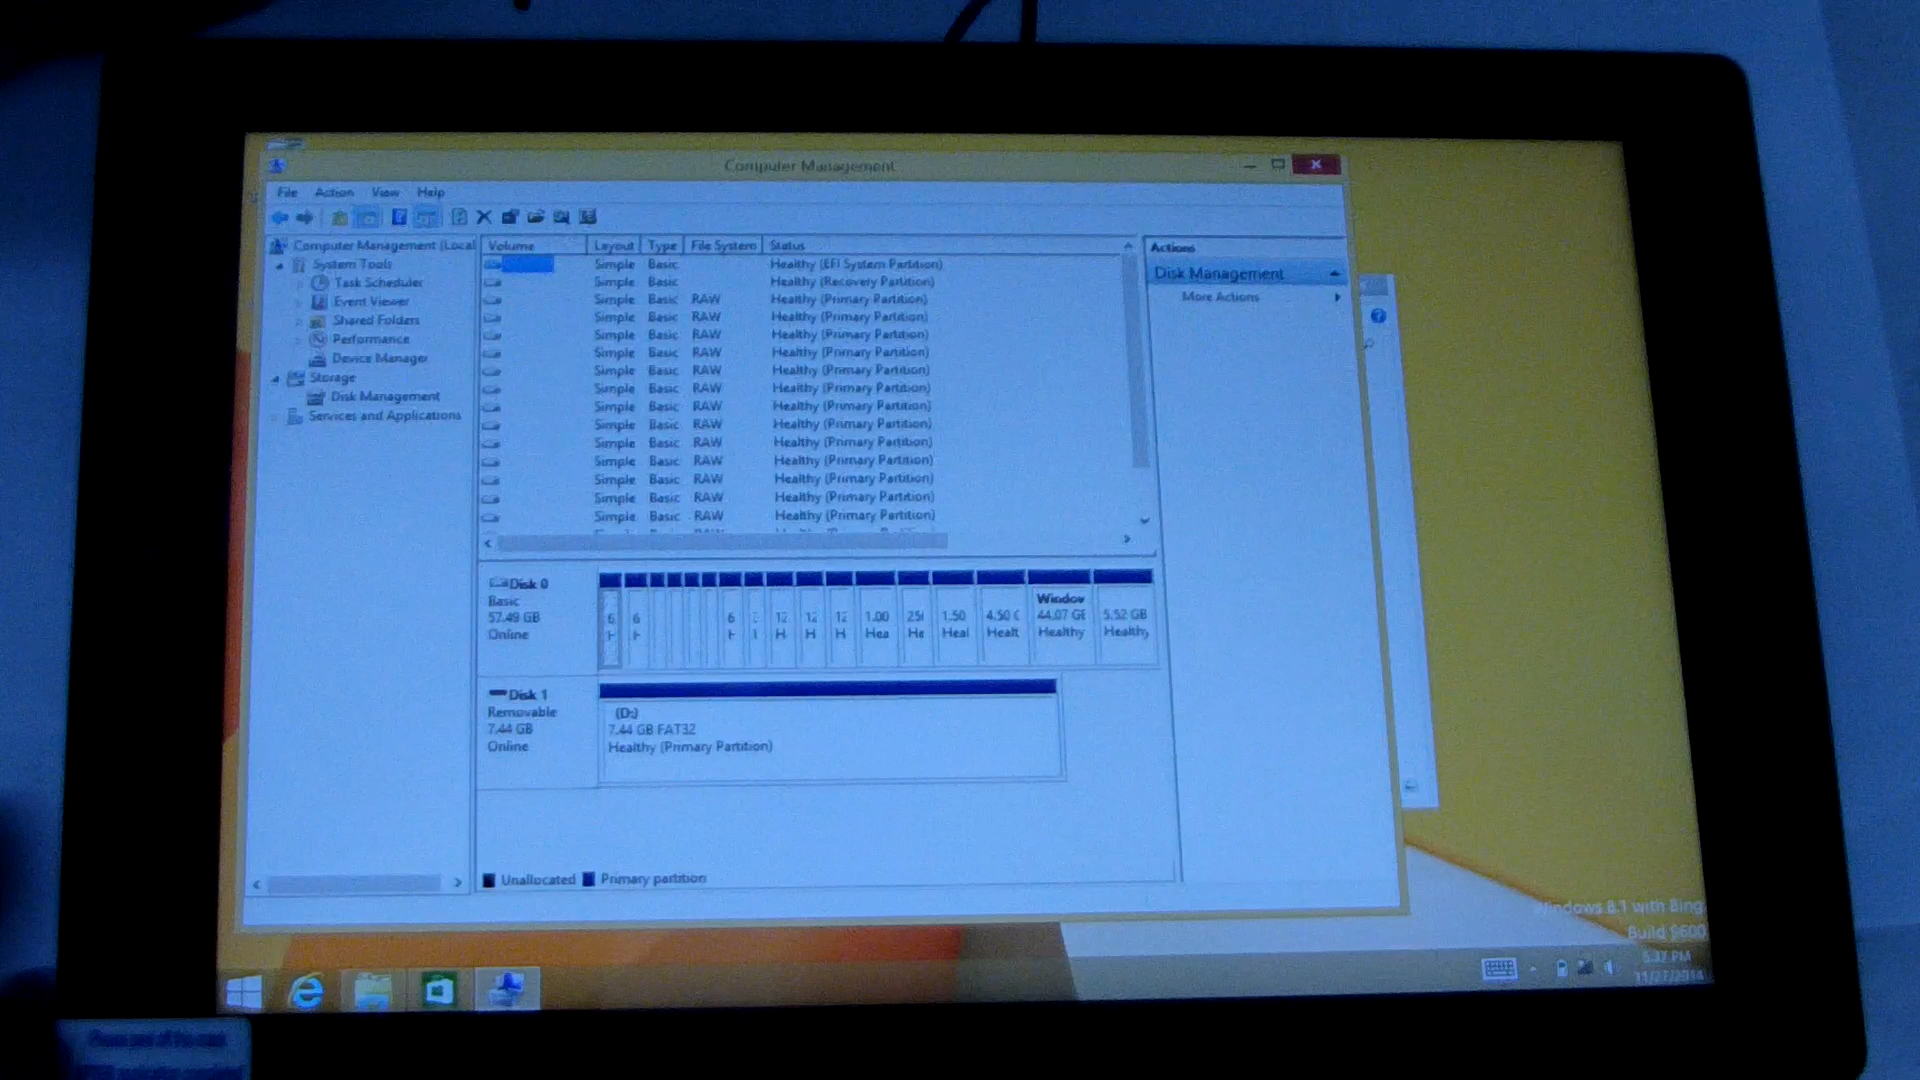 Computer Management
File Action View Help
Computer Management (Local
System Tools
Task Scheduler
Event Viewer
Shared Folders
Performance
Device Manager
Storage
Disk Management
Services and Applications
Volume Layout Type File System Status
Simple Basic Healthy (EFI System Partition)
Simple Basic Healthy (Recovery Partition)
Simple Basic RAW Healthy (Primary Partition)
Simple Basic RAW Healthy (Primary Partition)
Simple Basic RAW Healthy (Primary Partition)
Simple Basic RAW Healthy (Primary Partition)
Simple Basic RAW Healthy (Primary Partition)
Simple Basic RAW Healthy (Primary Partition)
Simple Basic RAW Healthy (Primary Partition)
Simple Basic RAW Healthy (Primary Partition)
Simple Basic RAW Healthy (Primary Partition)
Simple Basic RAW Healthy (Primary Partition)
Simple Basic RAW Healthy (Primary Partition)
Simple Basic RAW Healthy (Primary Partition)
Simple Basic RAW Healthy (Primary Partition)
Actions
Disk Management
More Actions
Disk 0
Basic
57.49 GB
Online
Window
6 6 6 12 12 12 1.00 1.50 4.50 44.07 GE 5.52 GB
H H H H H Hea He Heal Healt Healthy Healthy
Disk 1
Removable
7.44 GB
Online
(D:)
7.44 GB FAT32
Healthy (Primary Partition)
Unallocated Primary partition
Windows 8.1 with Bing
Build 9600
5:37 PM
11/27/2014